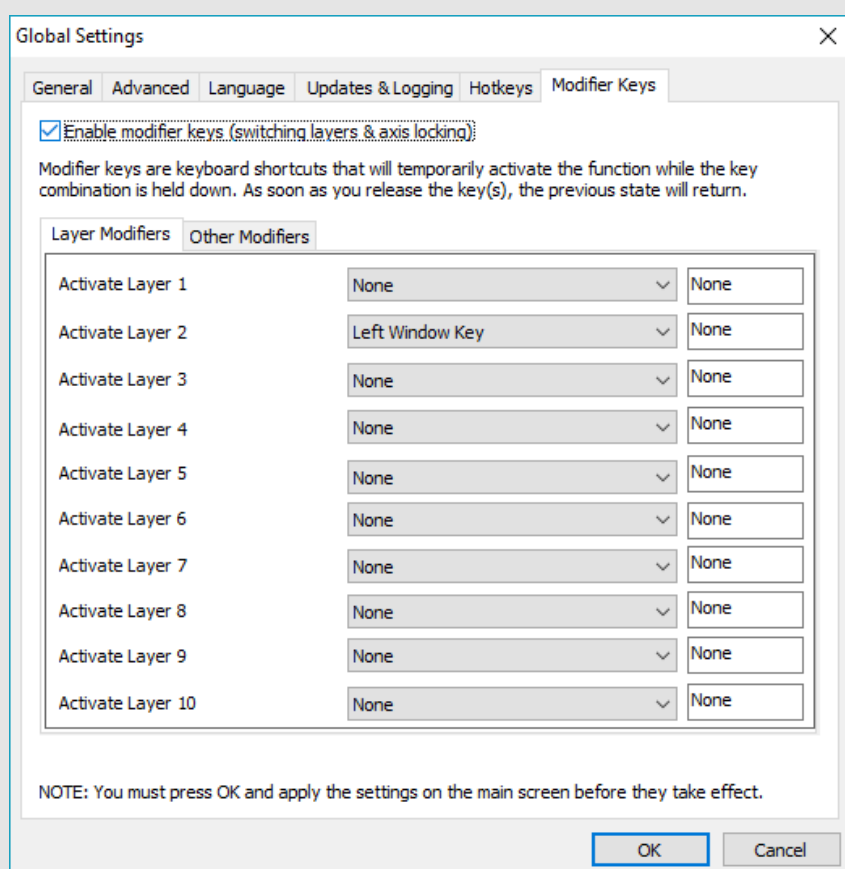 Global Settings
General Advanced Language Updates & Logging Hotkeys Modifier Keys
Enable modifier keys (switching layers & axis locking)
Modifier keys are keyboard shortcuts that will temporarily activate the function while the key
combination is held down. As soon as you release the key(s), the previous state will return.
Layer Modifiers Other Modifiers
Activate Layer 1 None None
Activate Layer 2 Left Window Key None
Activate Layer 3 None None
Activate Layer 4 None None
Activate Layer 5 None None
Activate Layer 6 None None
Activate Layer 7 None None
Activate Layer 8 None None
Activate Layer 9 None None
Activate Layer 10 None None
NOTE: You must press OK and apply the settings on the main screen before they take effect.
OK Cancel